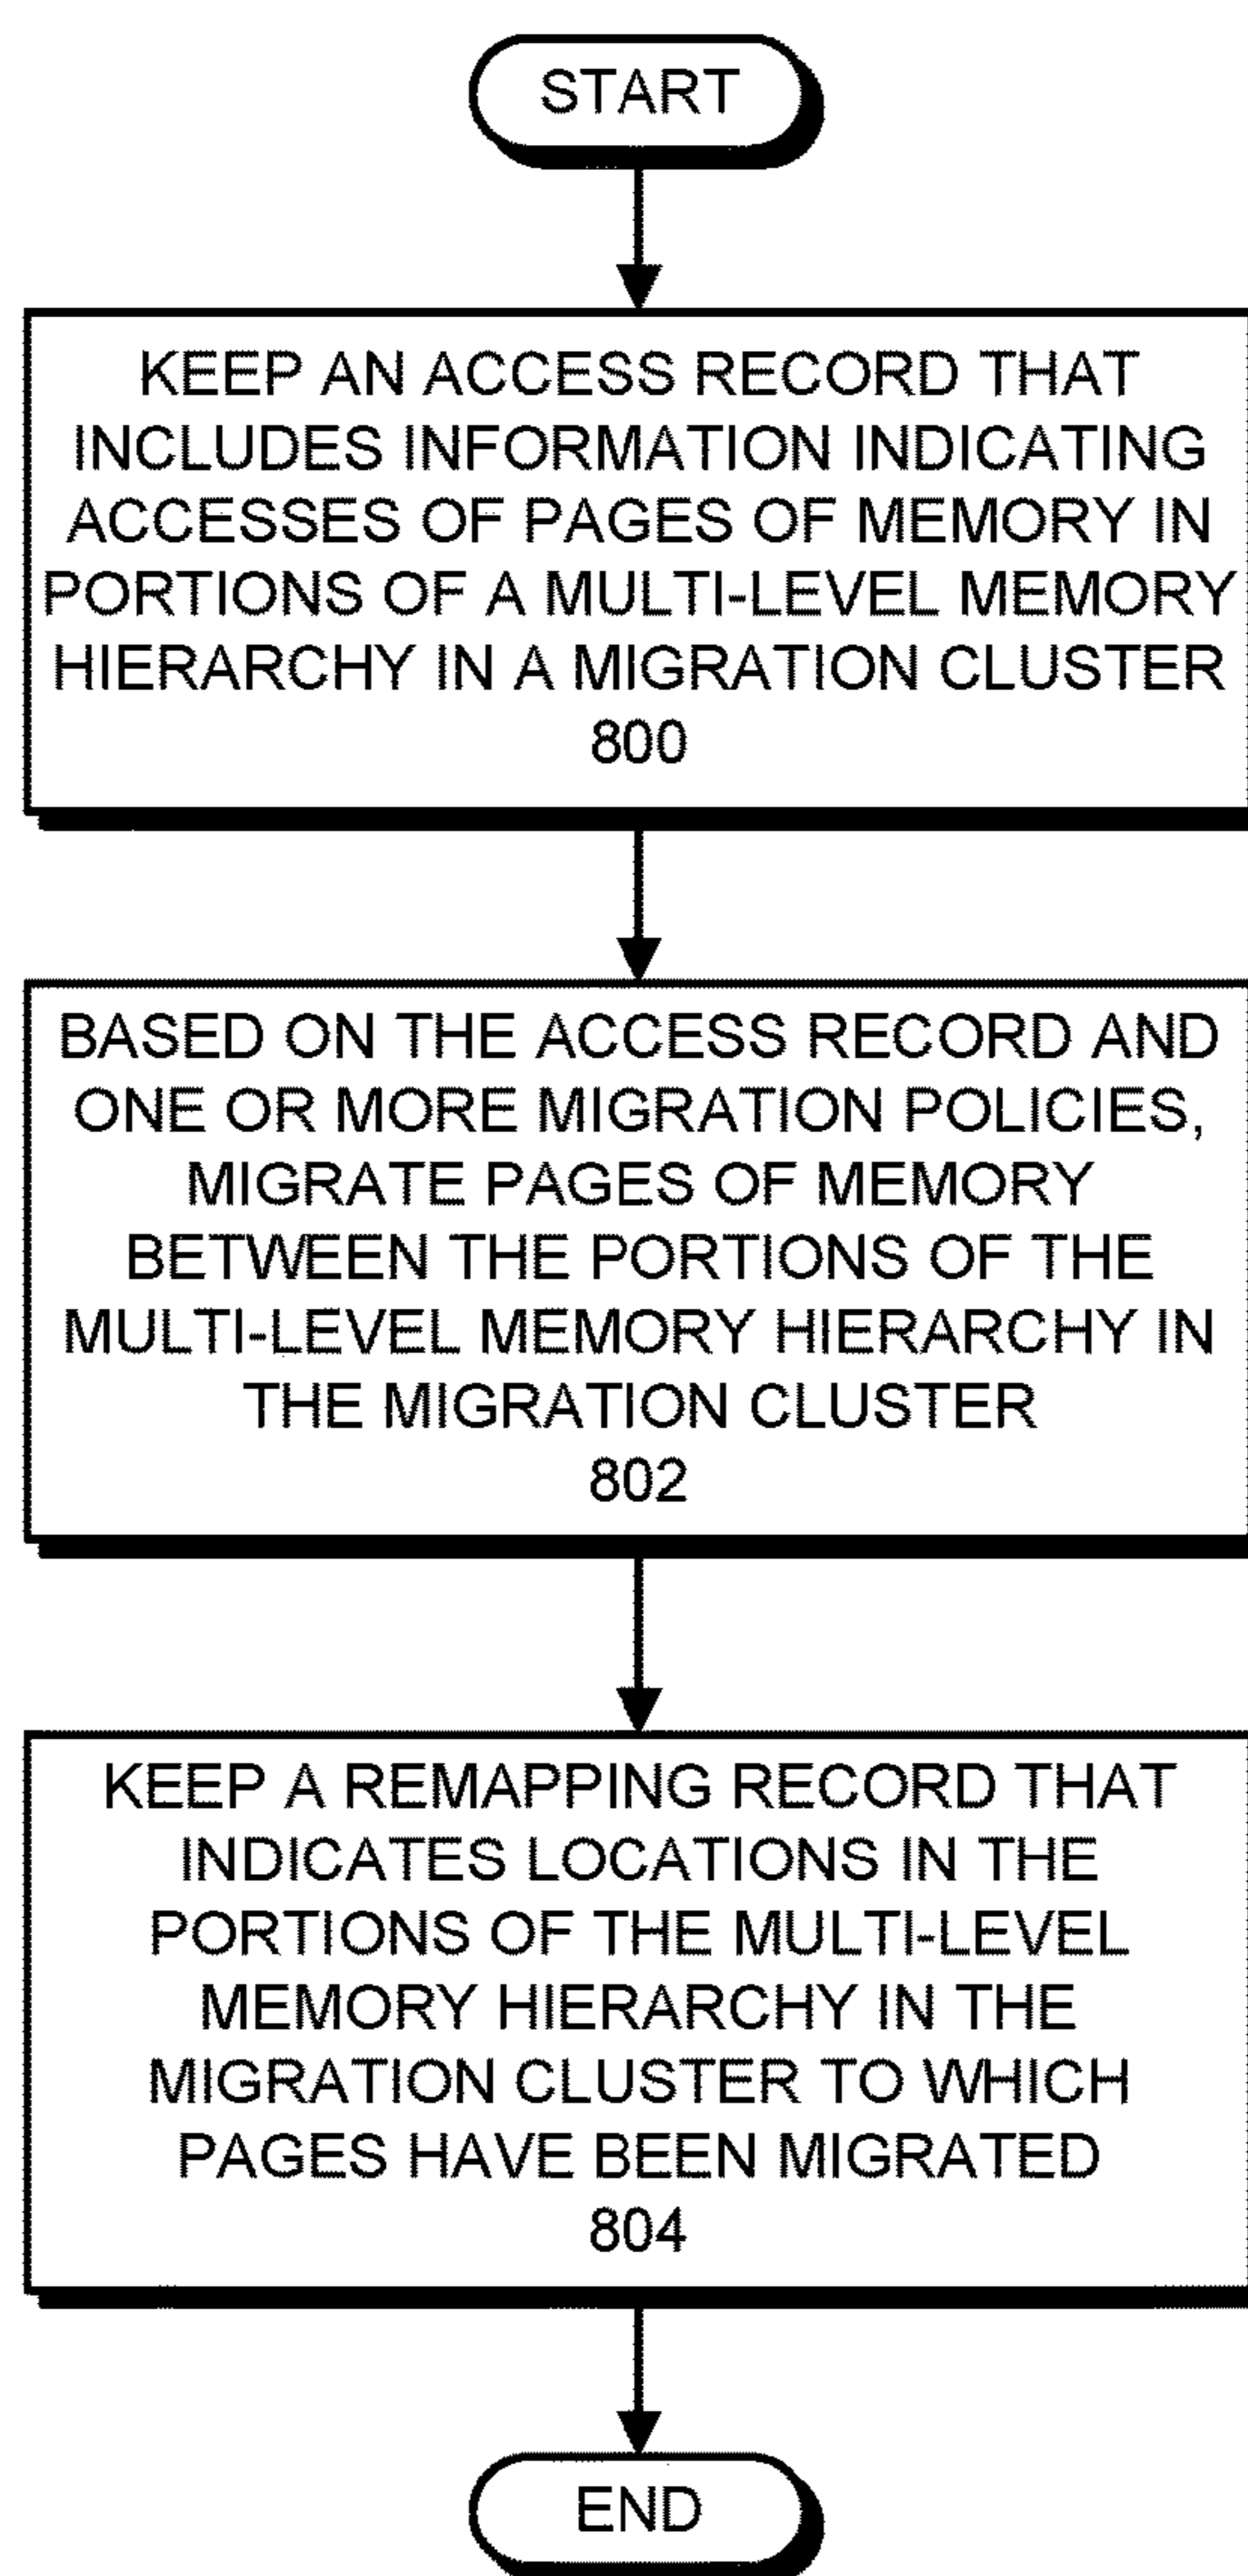 START
KEEP AN ACCESS RECORD THAT
INCLUDES INFORMATION INDICATING
ACCESSES OF PAGES OF MEMORY IN
PORTIONS OF A MULTI-LEVEL MEMORY
HIERARCHY IN A MIGRATION CLUSTER
800
BASED ON THE ACCESS RECORD AND
ONE OR MORE MIGRATION POLICIES,
MIGRATE PAGES OF MEMORY
BETWEEN THE PORTIONS OF THE
MULTI-LEVEL MEMORY HIERARCHY IN
THE MIGRATION CLUSTER
802
KEEP A REMAPPING RECORD THAT
INDICATES LOCATIONS IN THE
PORTIONS OF THE MULTI-LEVEL
MEMORY HIERARCHY IN THE
MIGRATION CLUSTER TO WHICH
PAGES HAVE BEEN MIGRATED
804
END